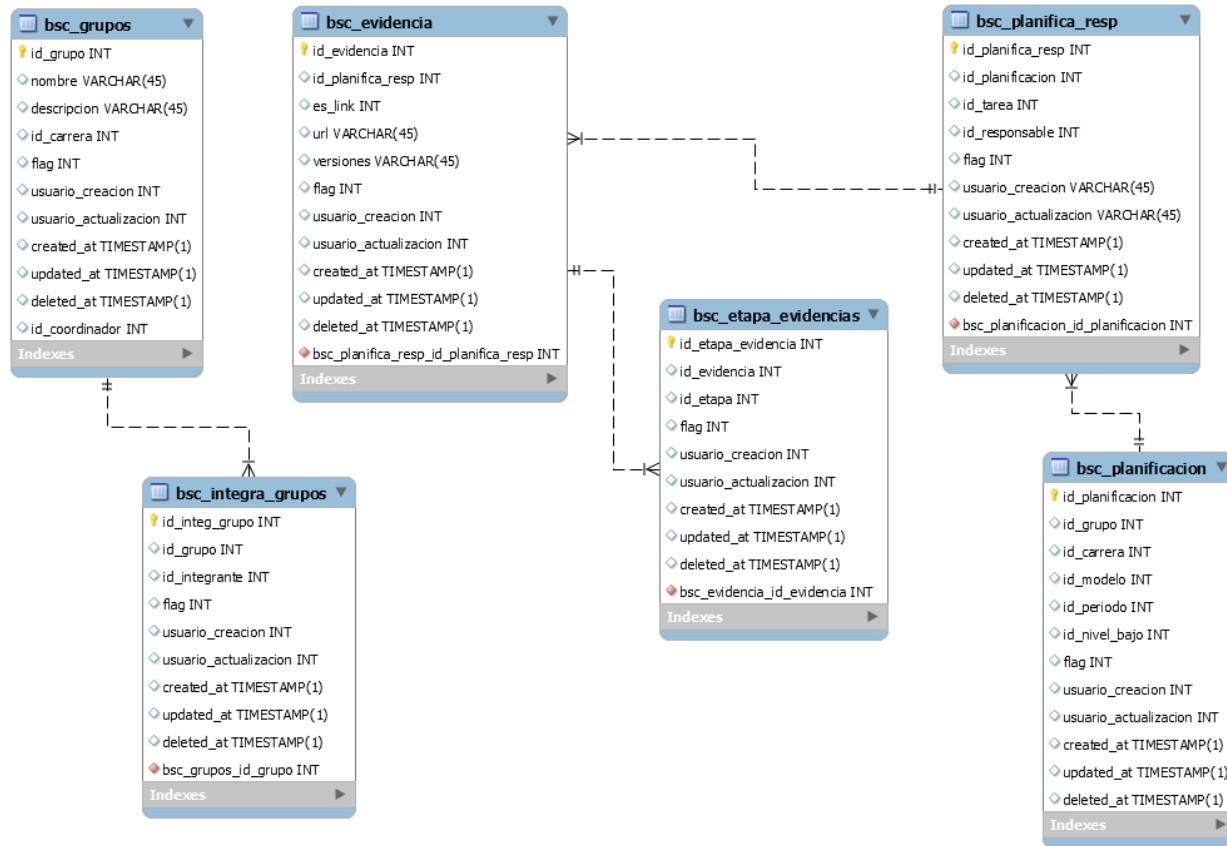 bsc_grupos
id_grupo INT
nombre VARCHAR(45)
descripcion VARCHAR(45)
id_carrera INT
flag INT
usuario_creacion INT
usuario_actualizacion INT
created_at TIMESTAMP(1)
updated_at TIMESTAMP(1)
deleted_at TIMESTAMP(1)
id_coordinador INT
Indexes
bsc_evidencia
id_evidencia INT
id_planifica_resp INT
es_link INT
url VARCHAR(45)
versiones VARCHAR(45)
flag INT
usuario_creacion INT
usuario_actualizacion INT
created_at TIMESTAMP(1)
updated_at TIMESTAMP(1)
deleted_at TIMESTAMP(1)
bsc_planifica_resp_id_planifica_resp INT
Indexes
bsc_planifica_resp
id_planifica_resp INT
id_planificacion INT
id_tarea INT
id_responsable INT
flag INT
usuario_creacion VARCHAR(45)
usuario_actualizacion VARCHAR(45)
created_at TIMESTAMP(1)
updated_at TIMESTAMP(1)
deleted_at TIMESTAMP(1)
bsc_planificacion_id_planificacion INT
Indexes
bsc_etapa_evidencias
id_etapa_evidencia INT
id_evidencia INT
id_etapa INT
flag INT
usuario_creacion INT
usuario_actualizacion INT
created_at TIMESTAMP(1)
updated_at TIMESTAMP(1)
deleted_at TIMESTAMP(1)
bsc_evidencia_id_evidencia INT
Indexes
bsc_integra_grupos
id_integ_grupo INT
id_grupo INT
id_integrante INT
flag INT
usuario_creacion INT
usuario_actualizacion INT
created_at TIMESTAMP(1)
updated_at TIMESTAMP(1)
deleted_at TIMESTAMP(1)
bsc_grupos_id_grupo INT
Indexes
bsc_planificacion
id_planificacion INT
id_grupo INT
id_carrera INT
id_modelo INT
id_periodo INT
id_nivel_bajo INT
flag INT
usuario_creacion INT
usuario_actualizacion INT
created_at TIMESTAMP(1)
updated_at TIMESTAMP(1)
deleted_at TIMESTAMP(1)
Indexes